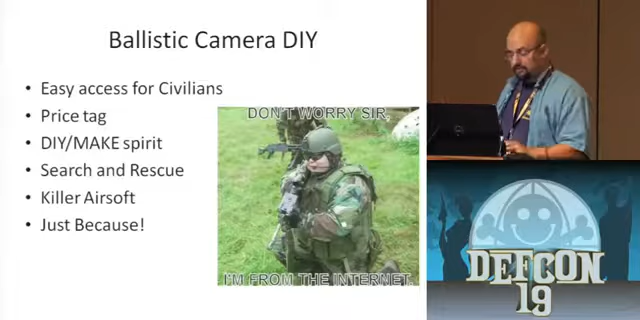 Ballistic Camera DIY
• Easy access for Civilians
• Price tag
• DIY/MAKE spirit
• Search and Rescue
• Killer Airsoft
• Just Because!
DON'T WORRY SIR,
I'M FROM THE INTERNET.
DEFCON
19